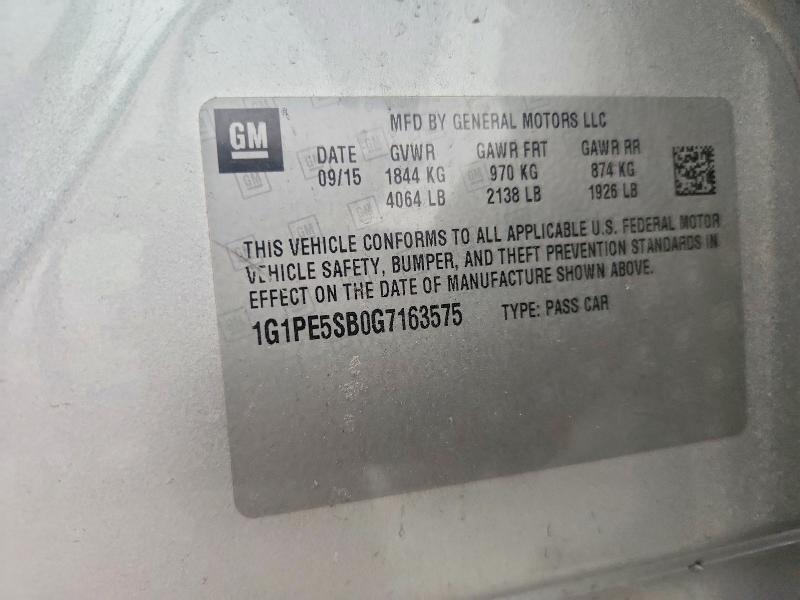 GM
MFD BY GENERAL MOTORS LLC
DATE GVWR GAWR FRT GAWR RR
09/15 1844 KG 970 KG 874 KG
4064 LB 2138 LB 1926 LB
THIS VEHICLE CONFORMS TO ALL APPLICABLE U.S. FEDERAL MOTOR
VEHICLE SAFETY, BUMPER, AND THEFT PREVENTION STANDARDS IN
EFFECT ON THE DATE OF MANUFACTURE SHOWN ABOVE.
1G1PE5SB0G7163575 TYPE: PASS CAR